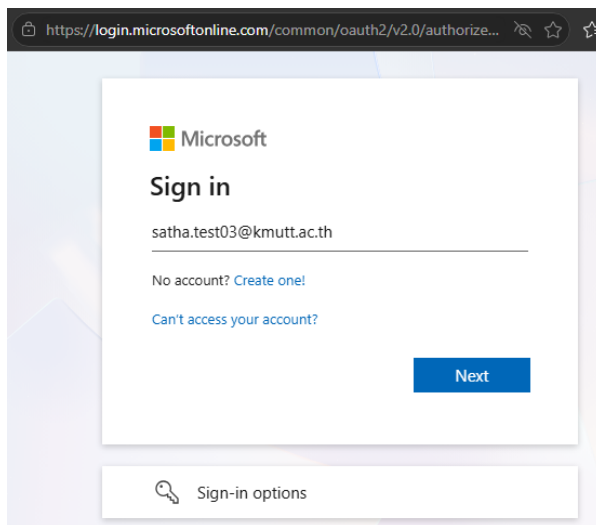 https://login.microsoftonline.com/common/oauth2/v2.0/authorize...
Microsoft
Sign in
satha.test03@kmutt.ac.th
No account? Create one!
Can't access your account?
Next
Sign-in options